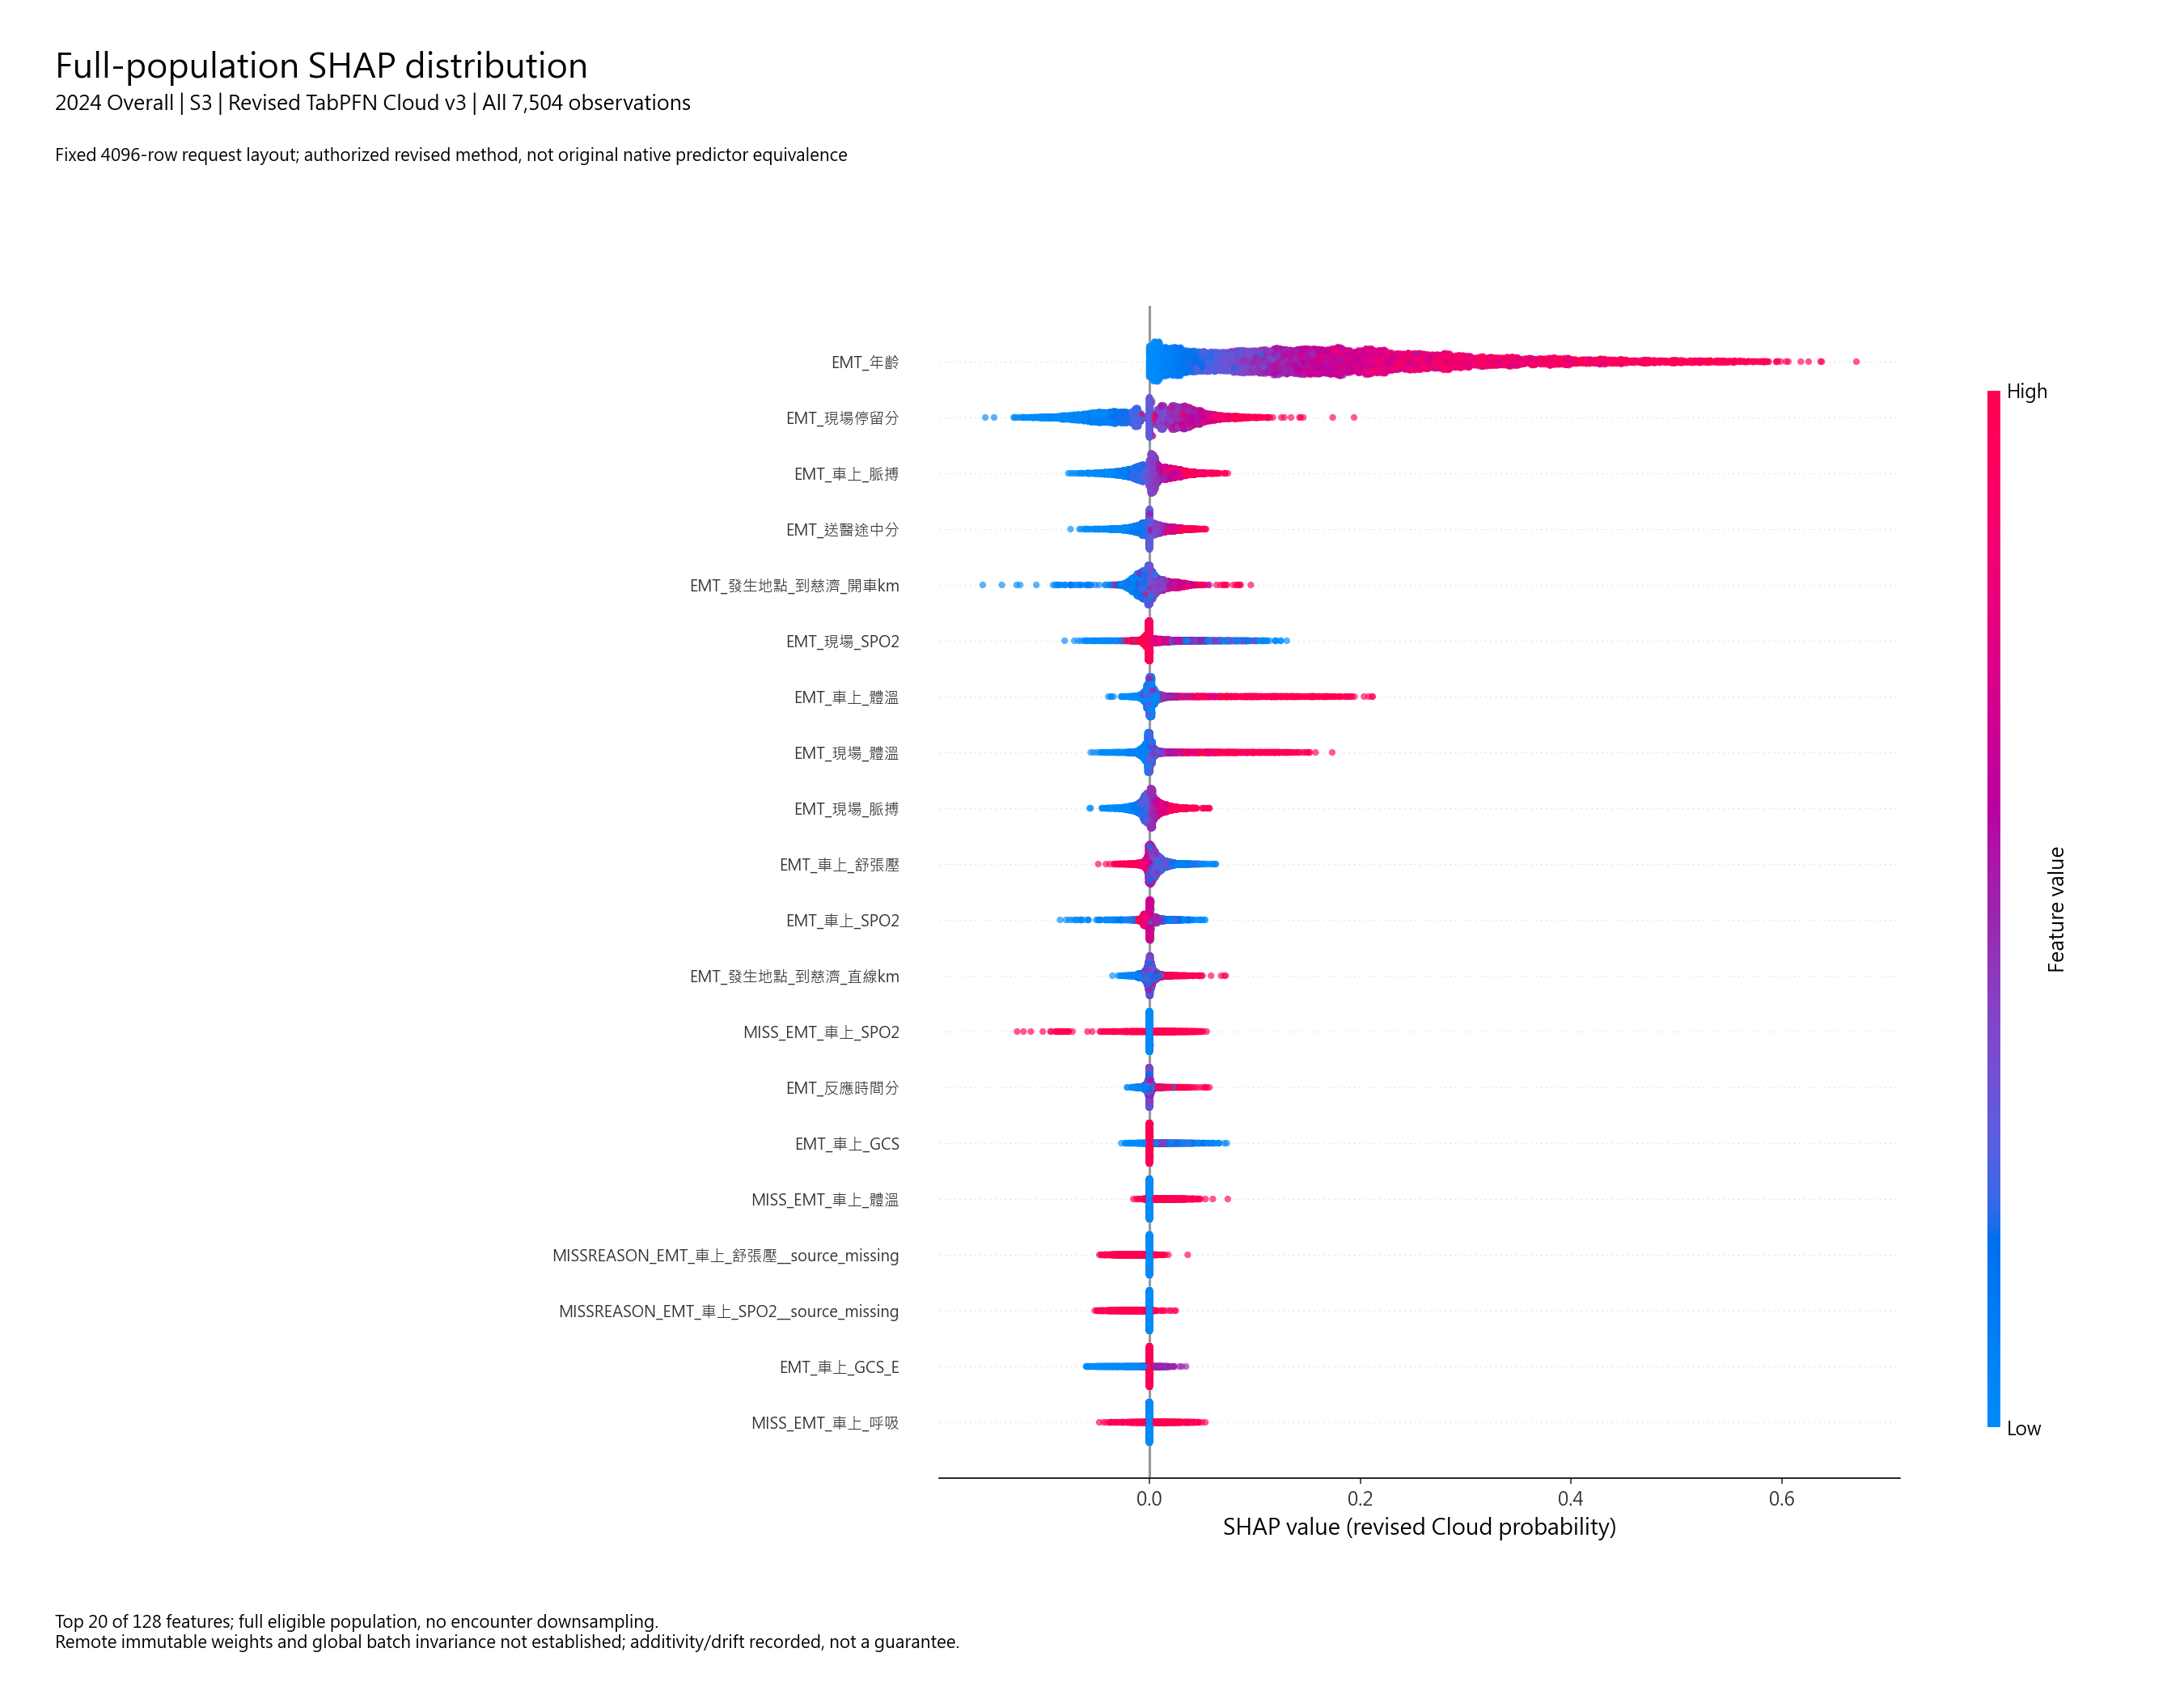 Full-population SHAP distribution
2024 Overall | S3 | Revised TabPFN Cloud v3 | All 7,504 observations
Fixed 4096-row request layout; authorized revised method, not original native predictor equivalence
EMT_年齡
EMT_現場停留分
EMT_車上_脈搏
EMT_送醫途中分
EMT_發生地點_到慈濟_開車km
EMT_現場_SPO2
EMT_車上_體溫
EMT_現場_體溫
EMT_現場_脈搏
EMT_車上_舒張壓
EMT_車上_SPO2
EMT_發生地點_到慈濟_直線km
MISS_EMT_車上_SPO2
EMT_反應時間分
EMT_車上_GCS
MISS_EMT_車上_體溫
MISSREASON_EMT_車上_舒張壓__source_missing
MISSREASON_EMT_車上_SPO2__source_missing
EMT_車上_GCS_E
MISS_EMT_車上_呼吸
0.0 0.2 0.4 0.6
SHAP value (revised Cloud probability)
High
Feature value
Low
Top 20 of 128 features; full eligible population, no encounter downsampling.
Remote immutable weights and global batch invariance not established; additivity/drift recorded, not a guarantee.